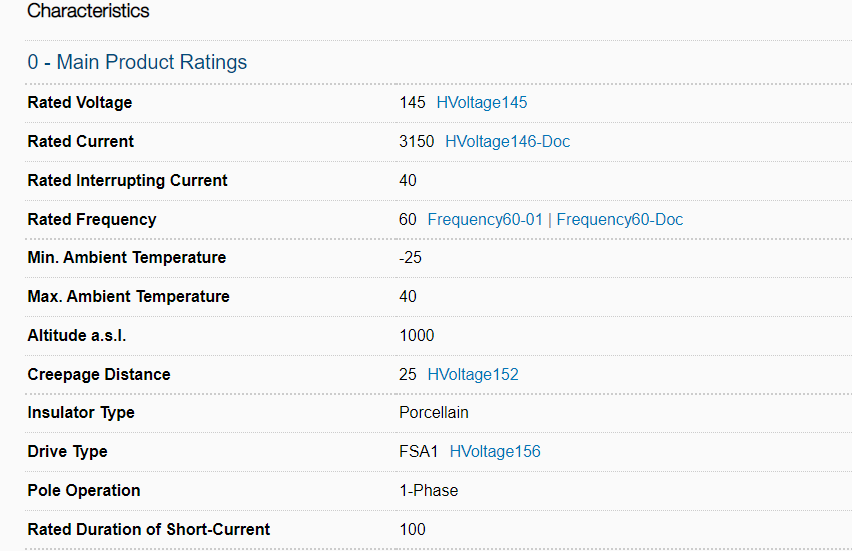 Characteristics
0 - Main Product Ratings
Rated Voltage 145 HVoltage145
Rated Current 3150 HVoltage146-Doc
Rated Interrupting Current 40
Rated Frequency 60 Frequency60-01 | Frequency60-Doc
Min. Ambient Temperature -25
Max. Ambient Temperature 40
Altitude a.s.l. 1000
Creepage Distance 25 HVoltage152
Insulator Type Porcellain
Drive Type FSA1 HVoltage156
Pole Operation 1-Phase
Rated Duration of Short-Current 100